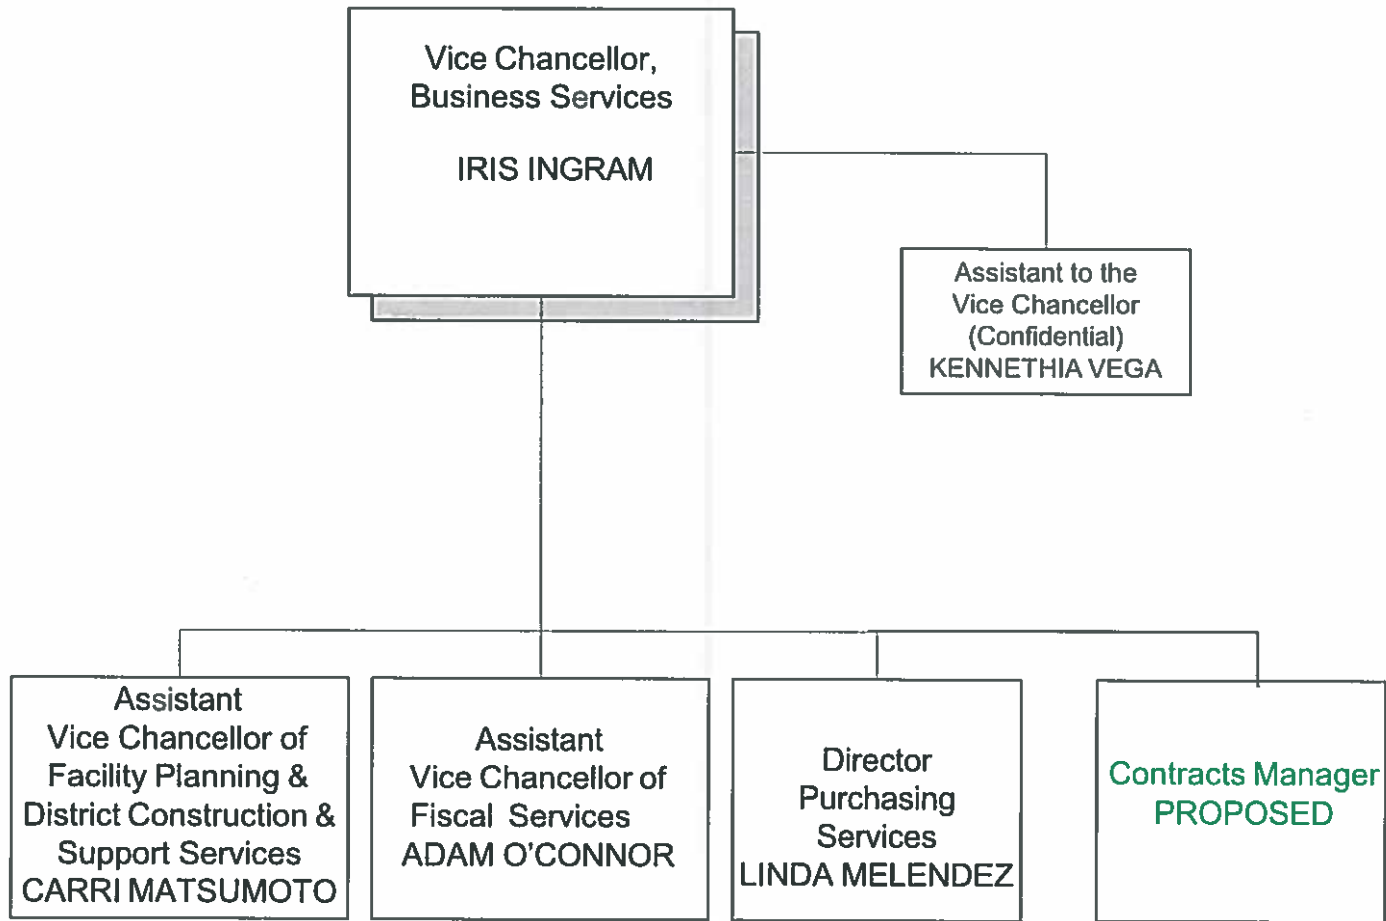 Vice Chancellor,
Business Services
IRIS INGRAM
Assistant to the
Vice Chancellor
(Confidential)
KENNETHIA VEGA
Assistant
Vice Chancellor of
Facility Planning &
District Construction &
Support Services
CARRI MATSUMOTO
Assistant
Vice Chancellor of
Fiscal Services
ADAM O'CONNOR
Director
Purchasing
Services
LINDA MELENDEZ
Contracts Manager
PROPOSED